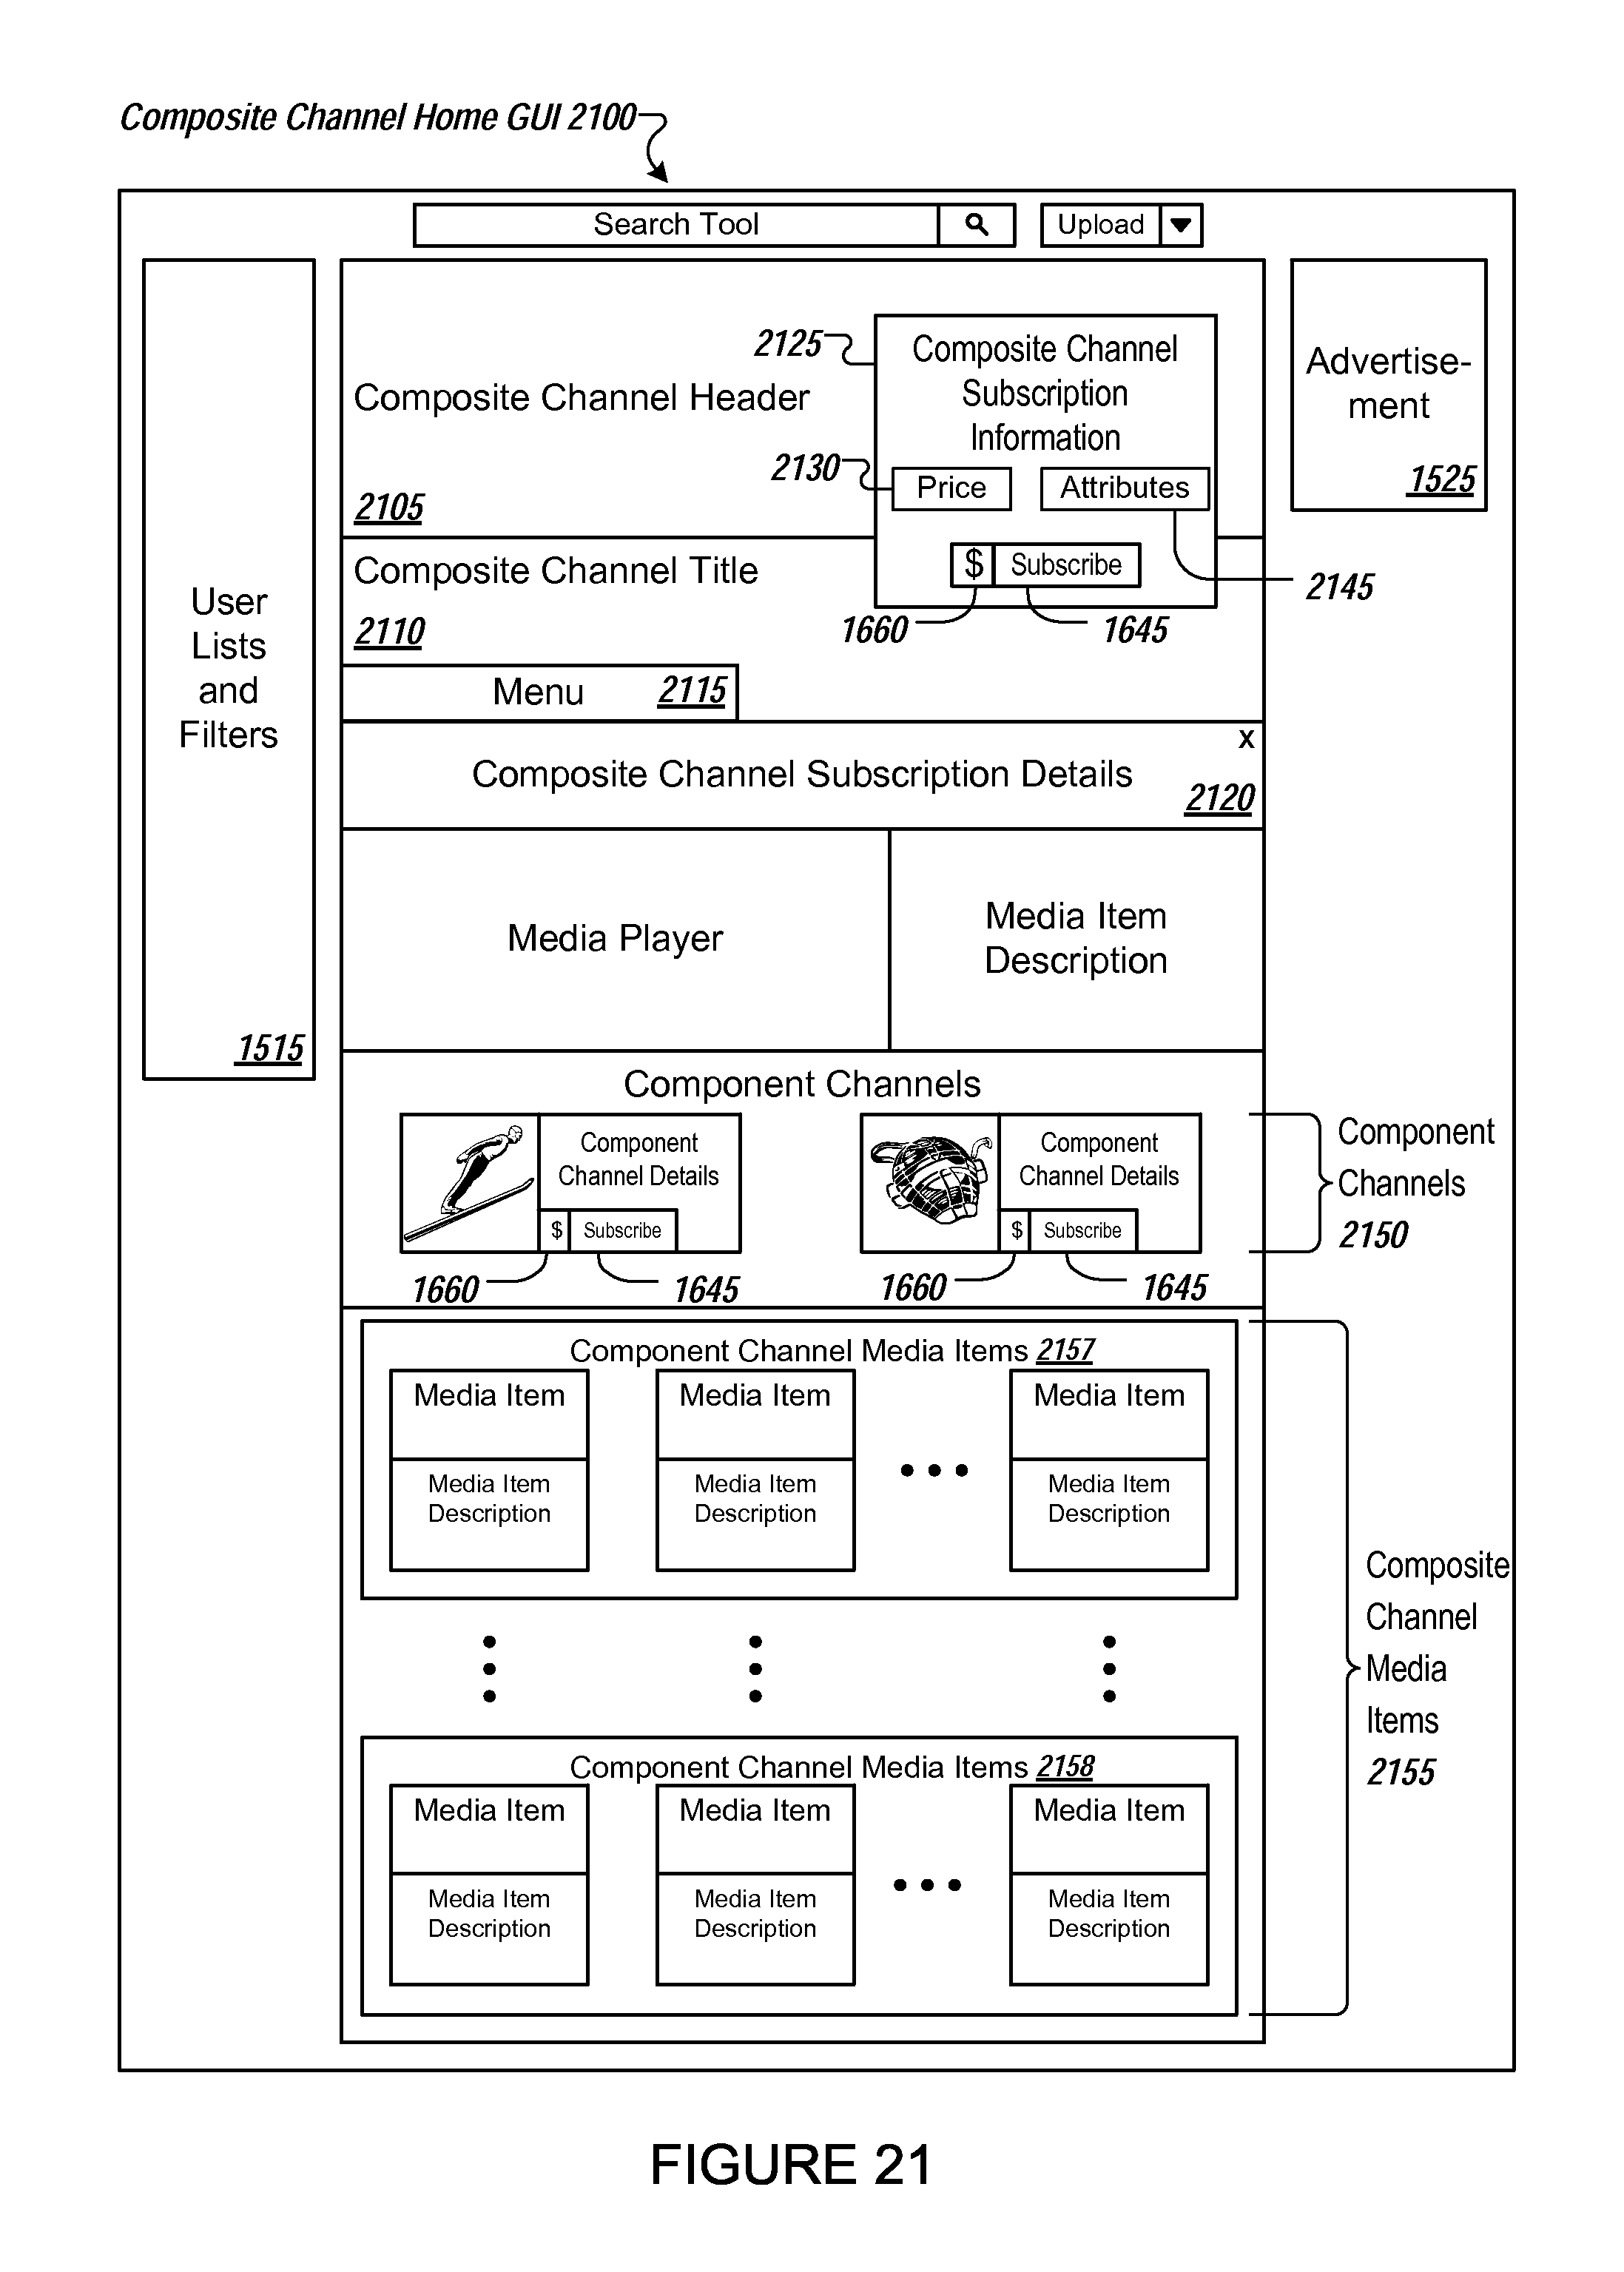 Composite Channel Home GUI 2100
Search Tool
Upload
User
Lists
and
Filters
1515
Composite Channel Header
2105
2125
Composite Channel
Subscription
Information
2130
Price
Attributes
$
Subscribe
1660
1645
2145
Advertise-
ment
1525
Composite Channel Title
2110
Menu
2115
X
Composite Channel Subscription Details
2120
Media Player
Media Item
Description
Component Channels
Component
Channel Details
$
Subscribe
1660
1645
Component
Channel Details
$
Subscribe
1660
1645
Component
Channels
2150
Component Channel Media Items 2157
Media Item
Media Item
Description
Media Item
Media Item
Description
Media Item
Media Item
Description
Component Channel Media Items 2158
Media Item
Media Item
Description
Media Item
Media Item
Description
Media Item
Media Item
Description
Composite
Channel
Media
Items
2155
FIGURE 21